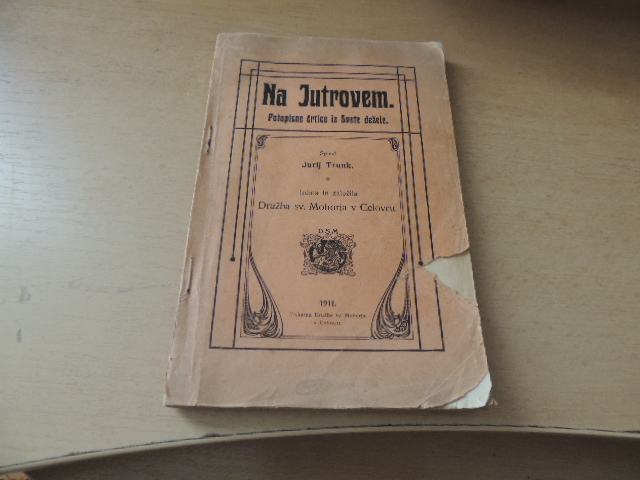 Na Jutrovem.
Potopisne črtice iz Svete dežele.
Spisal
Jurij Trunk.
Izdala in založila
Družba sv. Mohorja v Celovcu.
D.S.M.
1911.
Tiskarna Družbe sv. Mohorja
v Celovcu.